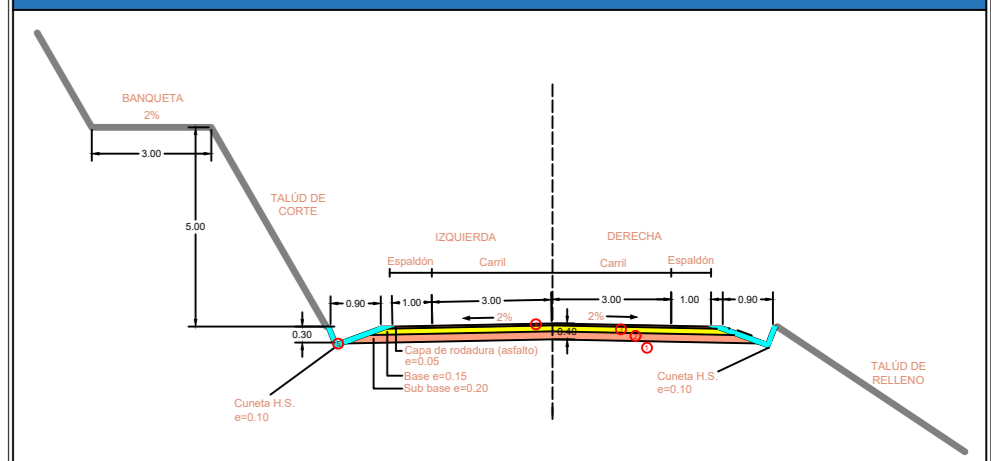 BANQUETA
2%
3.00
TALÚD DE
CORTE
5.00
IZQUIERDA
DERECHA
Espaldón
Carril
Carril
Espaldón
0.90
1.00
3.00
3.00
1.00
0.90
2%
2%
0.30
0.40
Capa de rodadura (asfalto)
e=0.05
Base e=0.15
Sub base e=0.20
Cuneta H.S.
e=0.10
Cuneta H.S.
e=0.10
TALÚD DE
RELLENO